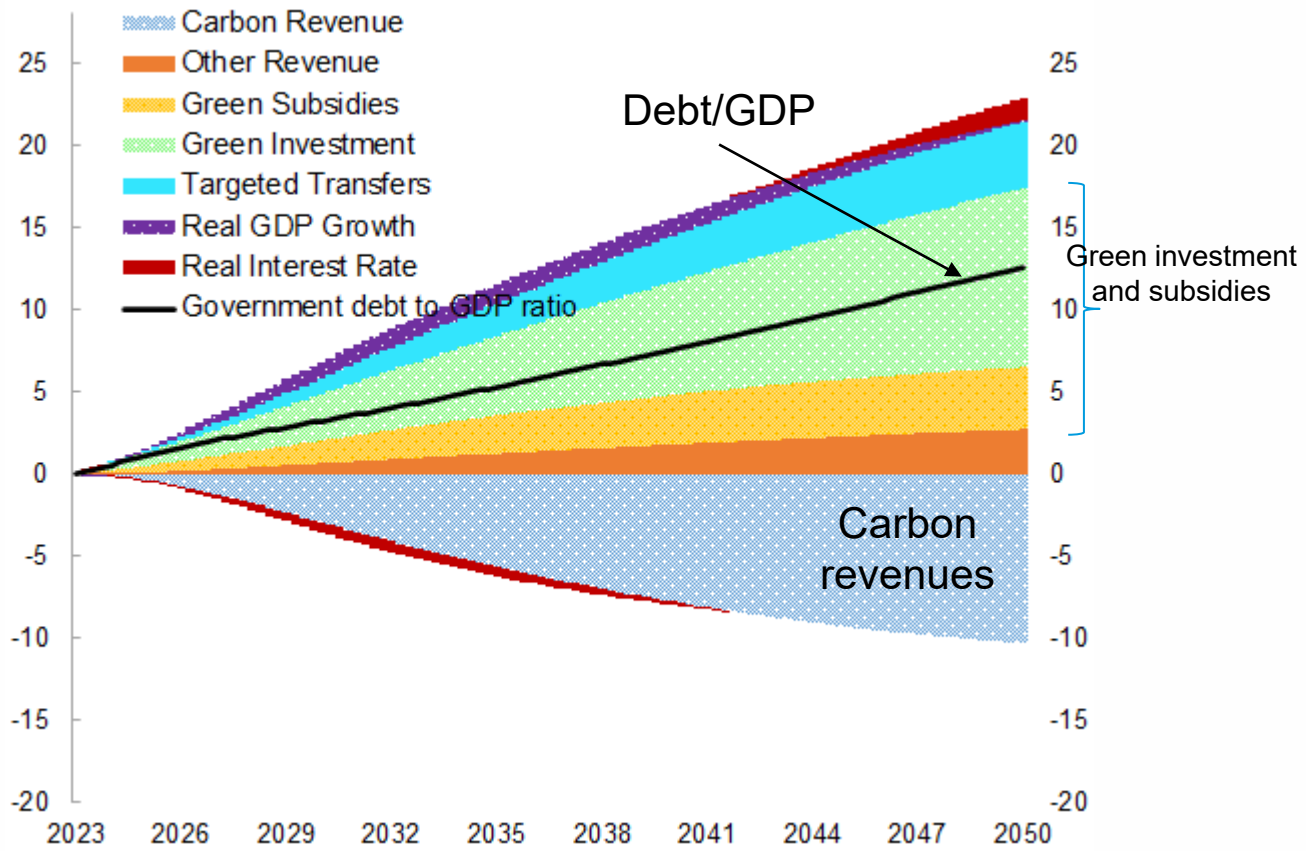 Carbon Revenue
Other Revenue
Green Subsidies
Green Investment
Targeted Transfers
Real GDP Growth
Real Interest Rate
Government debt to GDP ratio
Debt/GDP
Green investment
and subsidies
Carbon
revenues
25
20
15
10
5
0
-5
-10
-15
-20
25
20
15
10
5
0
-5
-10
-15
-20
2023 2026 2029 2032 2035 2038 2041 2044 2047 2050